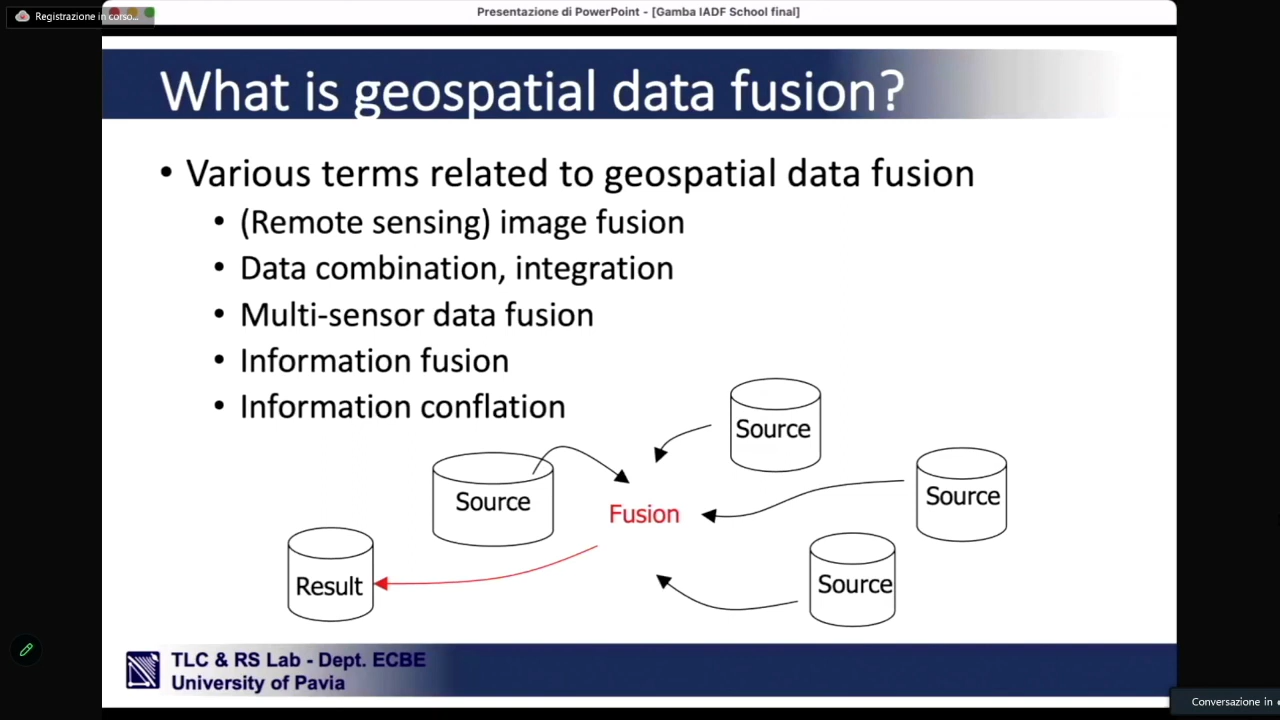 Registrazione in corso...
Presentazione di PowerPoint - [Gamba IADF School final]
What is geospatial data fusion?
• Various terms related to geospatial data fusion
• (Remote sensing) image fusion
• Data combination, integration
• Multi-sensor data fusion
• Information fusion
• Information conflation
Source
Source
Source
Fusion
Source
Result
TLC & RS Lab - Dept. ECBE
University of Pavia
Conversazione in